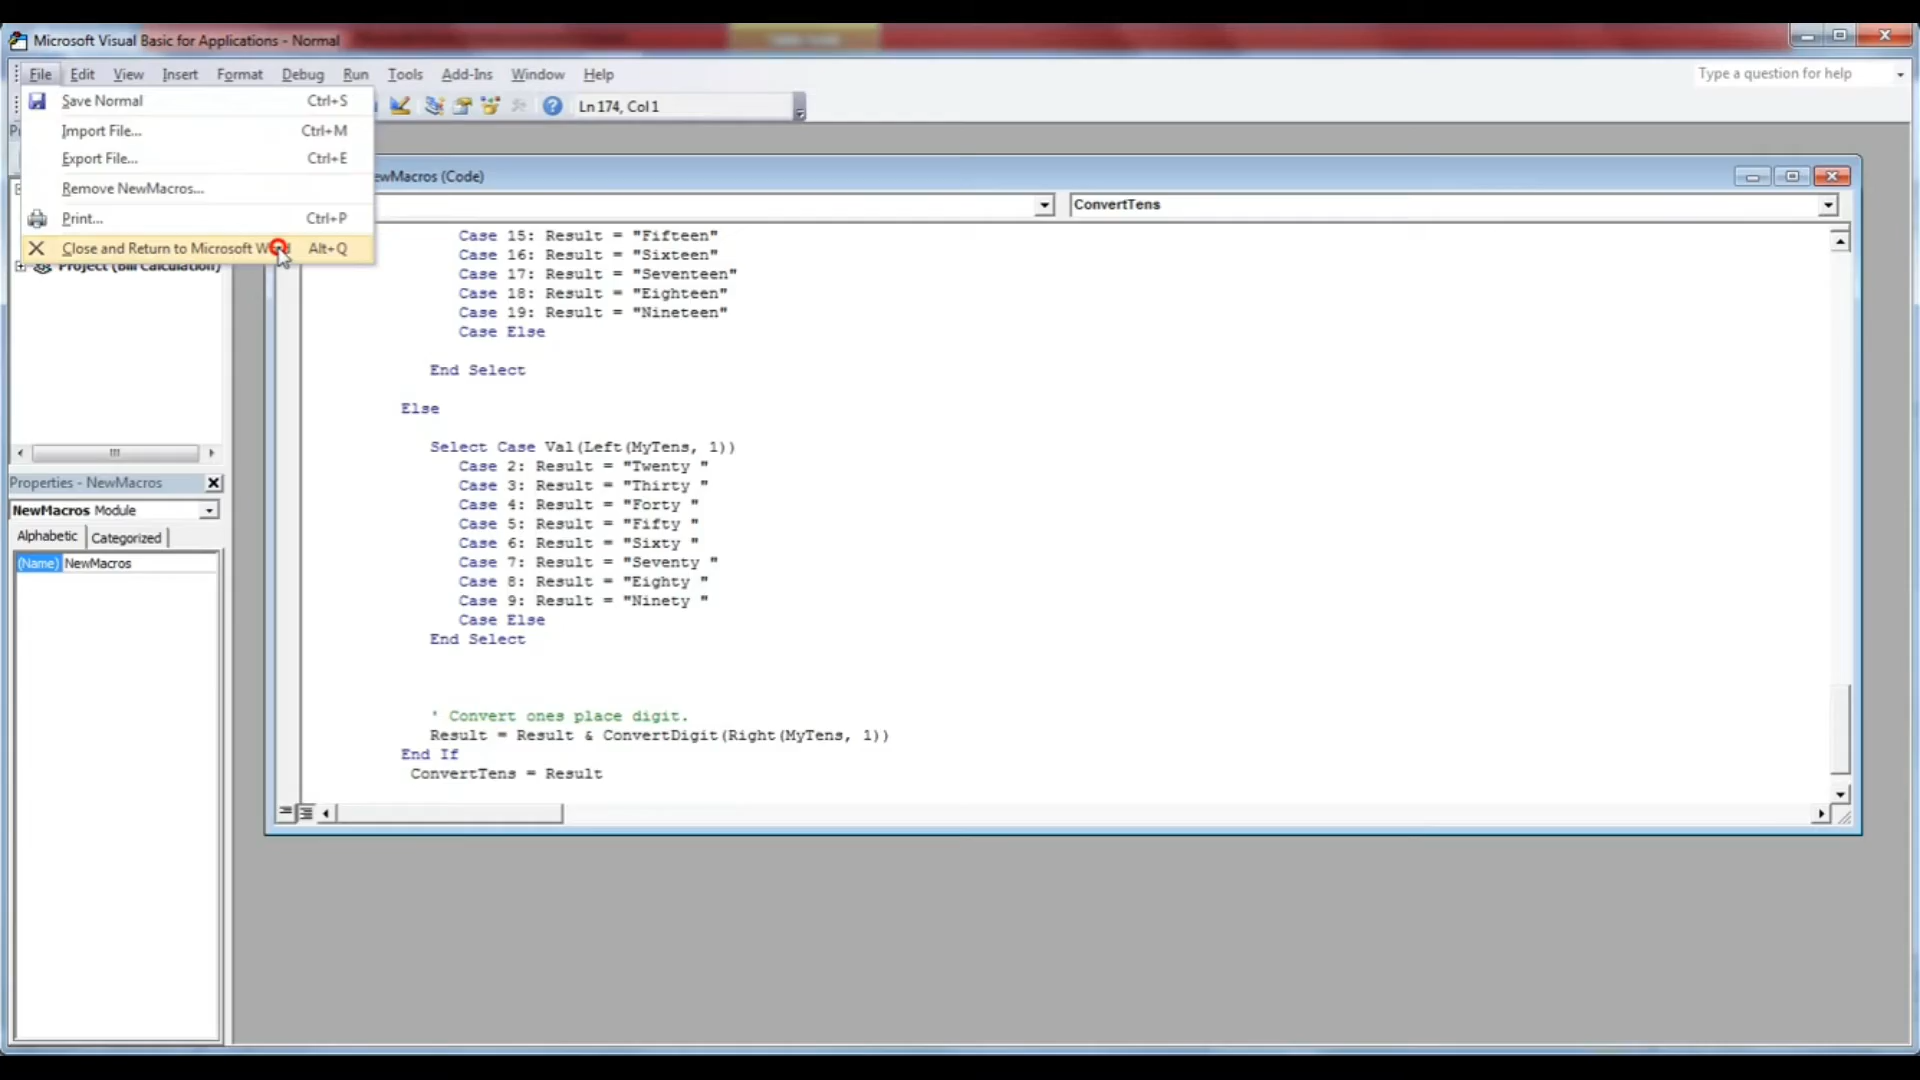 Microsoft Visual Basic for Applications - Normal
File Edit View Insert Format Debug Run Tools Add-Ins Window Help
Type a question for help
Save Normal Ctrl+S
Ln 174, Col 1
Import File... Ctrl+M
Export File... Ctrl+E
Remove NewMacros...
Print... Ctrl+P
Close and Return to Microsoft Word Alt+Q
Project (Bill Calculation)
ewMacros (Code)
ConvertTens
Case 15: Result = "Fifteen"
Case 16: Result = "Sixteen"
Case 17: Result = "Seventeen"
Case 18: Result = "Eighteen"
Case 19: Result = "Nineteen"
Case Else
End Select
Else
Select Case Val(Left(MyTens, 1))
Case 2: Result = "Twenty "
Case 3: Result = "Thirty "
Case 4: Result = "Forty "
Case 5: Result = "Fifty "
Case 6: Result = "Sixty "
Case 7: Result = "Seventy "
Case 8: Result = "Eighty "
Case 9: Result = "Ninety "
Case Else
End Select
' Convert ones place digit.
Result = Result & ConvertDigit(Right(MyTens, 1))
End If
ConvertTens = Result
Properties - NewMacros
NewMacros Module
Alphabetic Categorized
(Name) NewMacros